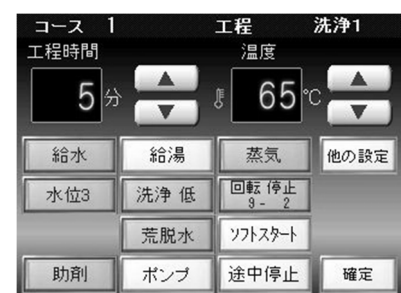 コース 1 工程 洗浄1
工程時間 温度
5 分 65 ℃
給水 給湯 蒸気 他の設定
水位3 洗浄 低 回転 停止
9 - 2
荒脱水 ソフトスタート
助剤 ポンプ 途中停止 確定